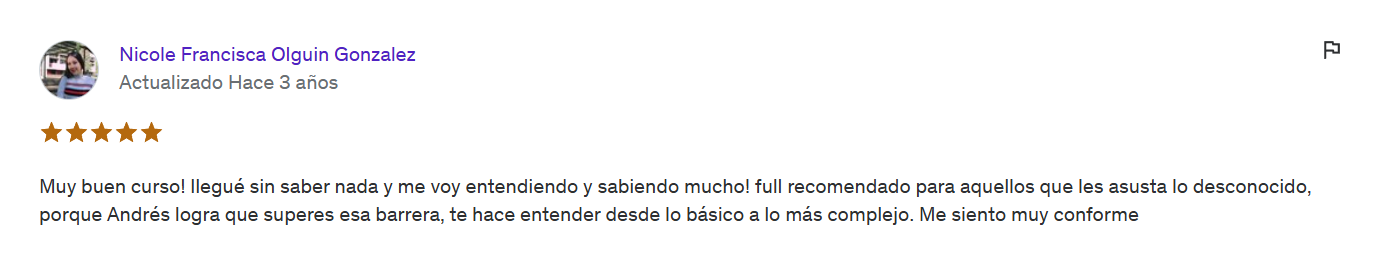 Nicole Francisca Olguin Gonzalez
Actualizado Hace 3 años
Muy buen curso! llegué sin saber nada y me voy entendiendo y sabiendo mucho! full recomendado para aquellos que les asusta lo desconocido,
porque Andrés logra que superes esa barrera, te hace entender desde lo básico a lo más complejo. Me siento muy conforme